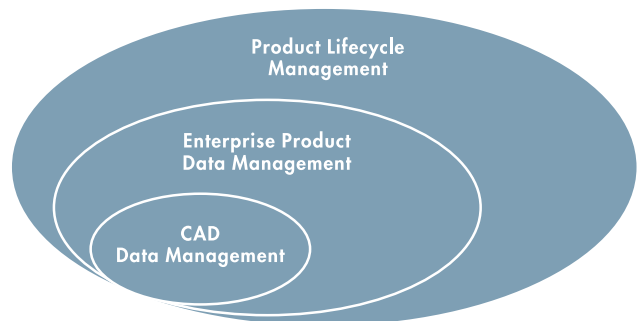 Product Lifecycle
Management
Enterprise Product
Data Management
CAD
Data Management